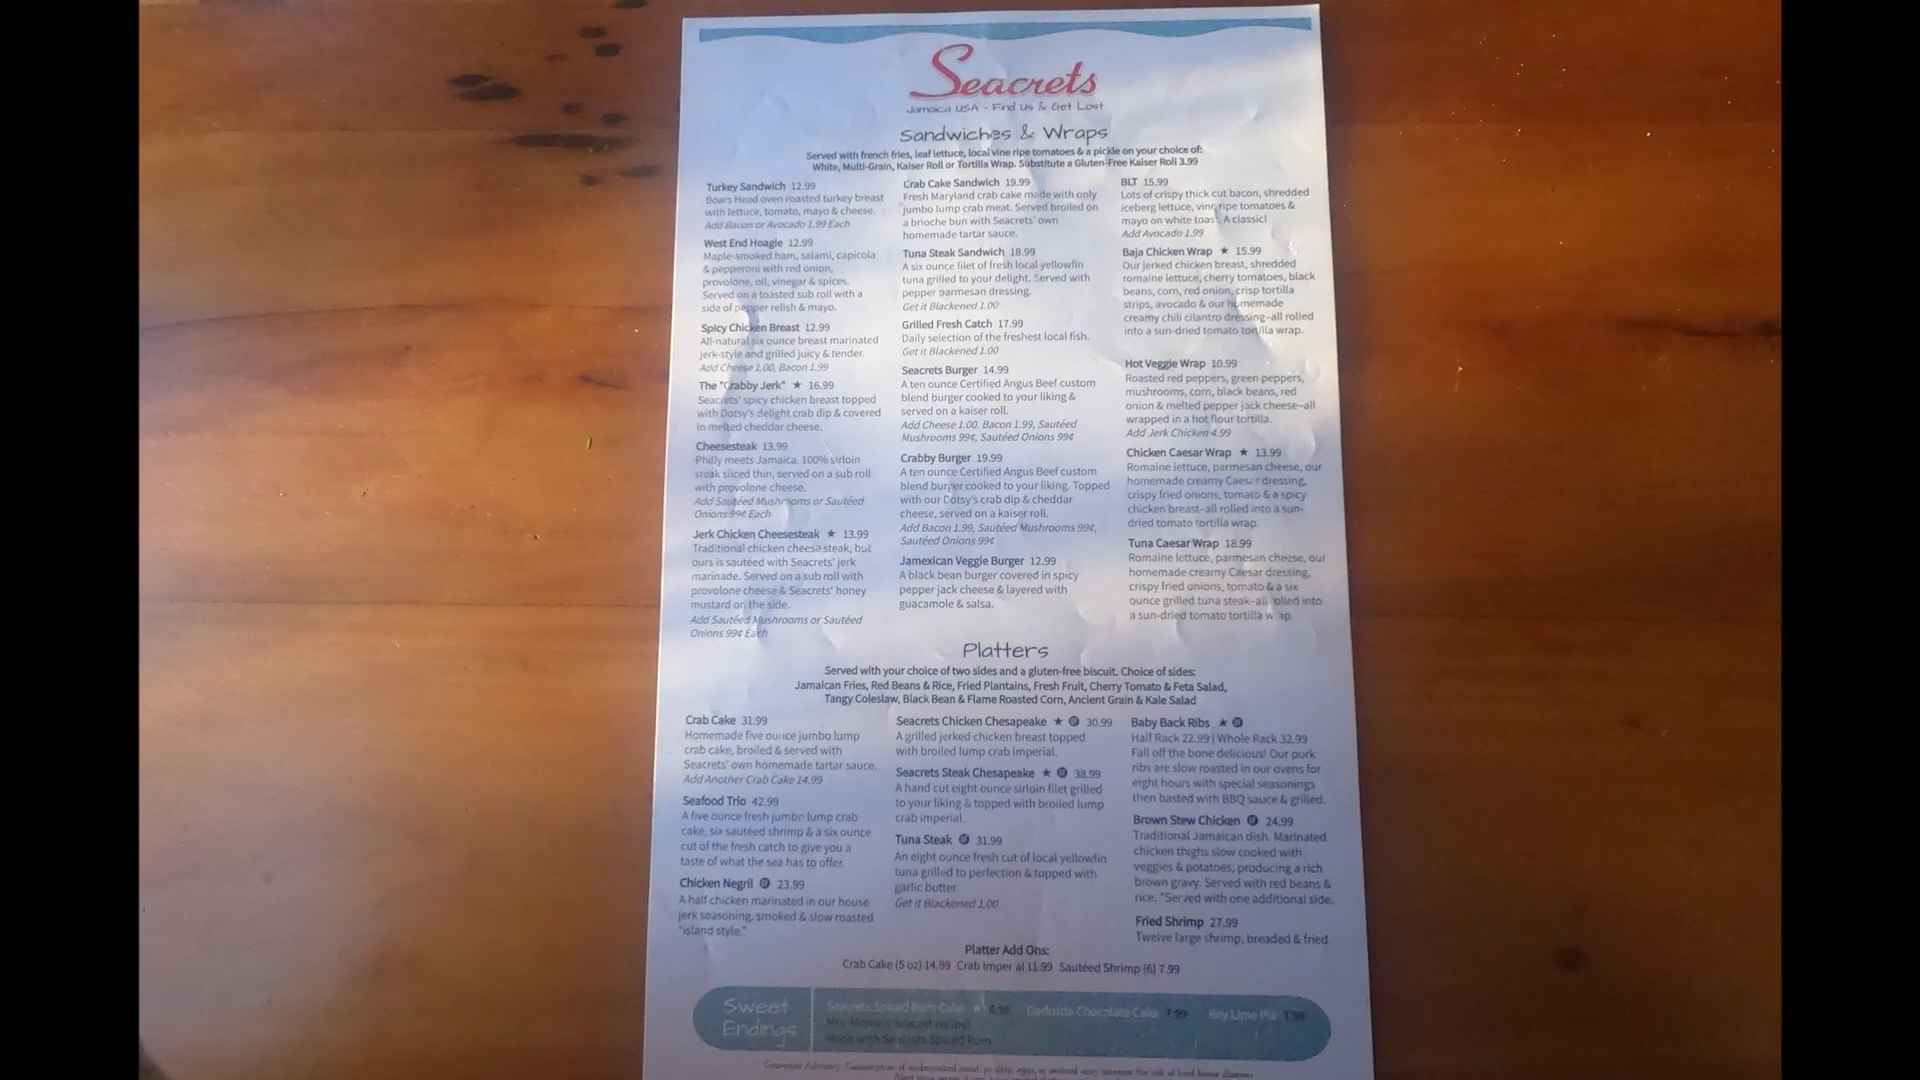 Seacrets
Jamaica USA - Find Us & Get Lost
Sandwiches & Wraps
Served with french fries, leaf lettuce, local vine ripe tomatoes & a pickle on your choice of:
White, Multi-Grain, Kaiser Roll or Tortilla Wrap. Substitute a Gluten-Free Kaiser Roll 3.99
Turkey Sandwich 12.99
Boars Head oven roasted turkey breast
with lettuce, tomato, mayo & cheese.
Add Bacon or Avocado 1.99 Each
West End Hoagie 12.99
Maple-smoked ham, salami, capicola
& pepperoni with red onion,
provolone, oil, vinegar & spices.
Served on a toasted sub roll with a
side of pepper relish & mayo.
Spicy Chicken Breast 12.99
All-natural six ounce breast marinated
jerk-style and grilled juicy & tender.
Add Cheese 1.00, Bacon 1.99
The "Crabby Jerk" ★ 16.99
Seacrets' spicy chicken breast topped
with Dotsy's delight crab dip & covered
in melted cheddar cheese.
Cheesesteak 13.99
Philly meets Jamaica. 100% sirloin
steak sliced thin, served on a sub roll
with provolone cheese.
Add Sautéed Mushrooms or Sautéed
Onions 99¢ Each
Jerk Chicken Cheesesteak ★ 13.99
Traditional chicken cheese steak, but
ours is sautéed with Seacrets' jerk
marinade. Served on a sub roll with
provolone cheese & Seacrets' honey
mustard on the side.
Add Sautéed Mushrooms or Sautéed
Onions 99¢ Each
Crab Cake Sandwich 19.99
Fresh Maryland crab cake made with only
jumbo lump crab meat. Served broiled on
a brioche bun with Seacrets' own
homemade tartar sauce.
Tuna Steak Sandwich 18.99
A six ounce filet of fresh local yellowfin
tuna grilled to your delight. Served with
pepper parmesan dressing.
Get it Blackened 1.00
Grilled Fresh Catch 17.99
Daily selection of the freshest local fish.
Get it Blackened 1.00
Seacrets Burger 14.99
A ten ounce Certified Angus Beef custom
blend burger cooked to your liking &
served on a kaiser roll.
Add Cheese 1.00, Bacon 1.99, Sautéed
Mushrooms 99¢, Sautéed Onions 99¢
Crabby Burger 19.99
A ten ounce Certified Angus Beef custom
blend burger cooked to your liking. Topped
with our Dotsy's crab dip & cheddar
cheese, served on a kaiser roll.
Add Bacon 1.99, Sautéed Mushrooms 99¢,
Sautéed Onions 99¢
Jamexican Veggie Burger 12.99
A black bean burger covered in spicy
pepper jack cheese & layered with
guacamole & salsa.
BLT 15.99
Lots of crispy thick cut bacon, shredded
iceberg lettuce, vine ripe tomatoes &
mayo on white toast. A classic!
Add Avocado 1.99
Baja Chicken Wrap ★ 15.99
Our jerked chicken breast, shredded
romaine lettuce, cherry tomatoes, black
beans, corn, red onion, crisp tortilla
strips, avocado & our homemade
creamy chili cilantro dressing–all rolled
into a sun-dried tomato tortilla wrap.
Hot Veggie Wrap 10.99
Roasted red peppers, green peppers,
mushrooms, corn, black beans, red
onion & melted pepper jack cheese–all
wrapped in a hot flour tortilla.
Add Jerk Chicken 4.99
Chicken Caesar Wrap ★ 13.99
Romaine lettuce, parmesan cheese, our
homemade creamy Caesar dressing,
crispy fried onions, tomato & a spicy
chicken breast–all rolled into a sun-
dried tomato tortilla wrap.
Tuna Caesar Wrap 18.99
Romaine lettuce, parmesan cheese, our
homemade creamy Caesar dressing,
crispy fried onions, tomato & a six
ounce grilled tuna steak–all rolled into
a sun-dried tomato tortilla wrap
Platters
Served with your choice of two sides and a gluten-free biscuit. Choice of sides:
Jamaican Fries, Red Beans & Rice, Fried Plantains, Fresh Fruit, Cherry Tomato & Feta Salad,
Tangy Coleslaw, Black Bean & Flame Roasted Corn, Ancient Grain & Kale Salad
Crab Cake 31.99
Homemade five ounce jumbo lump
crab cake, broiled & served with
Seacrets' own homemade tartar sauce.
Add Another Crab Cake 14.99
Seafood Trio 42.99
A five ounce fresh jumbo lump crab
cake, six sautéed shrimp & a six ounce
cut of the fresh catch to give you a
taste of what the sea has to offer.
Chicken Negril 23.99
A half chicken marinated in our house
jerk seasoning, smoked & slow roasted
"island style."
Seacrets Chicken Chesapeake ★ 30.99
A grilled jerked chicken breast topped
with broiled lump crab imperial.
Seacrets Steak Chesapeake ★ 38.99
A hand cut eight ounce sirloin filet grilled
to your liking & topped with broiled lump
crab imperial.
Tuna Steak 31.99
An eight ounce fresh cut of local yellowfin
tuna grilled to perfection & topped with
garlic butter.
Get it Blackened 1.00
Baby Back Ribs ★
Half Rack 22.99 | Whole Rack 32.99
Fall off the bone delicious! Our pork
ribs are slow roasted in our ovens for
eight hours with special seasonings
then basted with BBQ sauce & grilled.
Brown Stew Chicken 24.99
Traditional Jamaican dish. Marinated
chicken thighs slow cooked with
veggies & potatoes, producing a rich
brown gravy. Served with red beans &
rice. *Served with one additional side.
Fried Shrimp 27.99
Twelve large shrimp, breaded & fried.
Platter Add Ons:
Crab Cake (5 oz) 14.99 Crab Imperial 11.99 Sautéed Shrimp (6) 7.99
Sweet
Endings
Seacrets Spiced Rum Cake ★ 8.99 Darkside Chocolate Cake 7.99 Key Lime Pie 7.99
Seacret recipe!
Made with Seacrets Spiced Rum
Consumer Advisory: Consumption of undercooked meat, poultry, eggs, or seafood may increase the risk of food borne illnesses